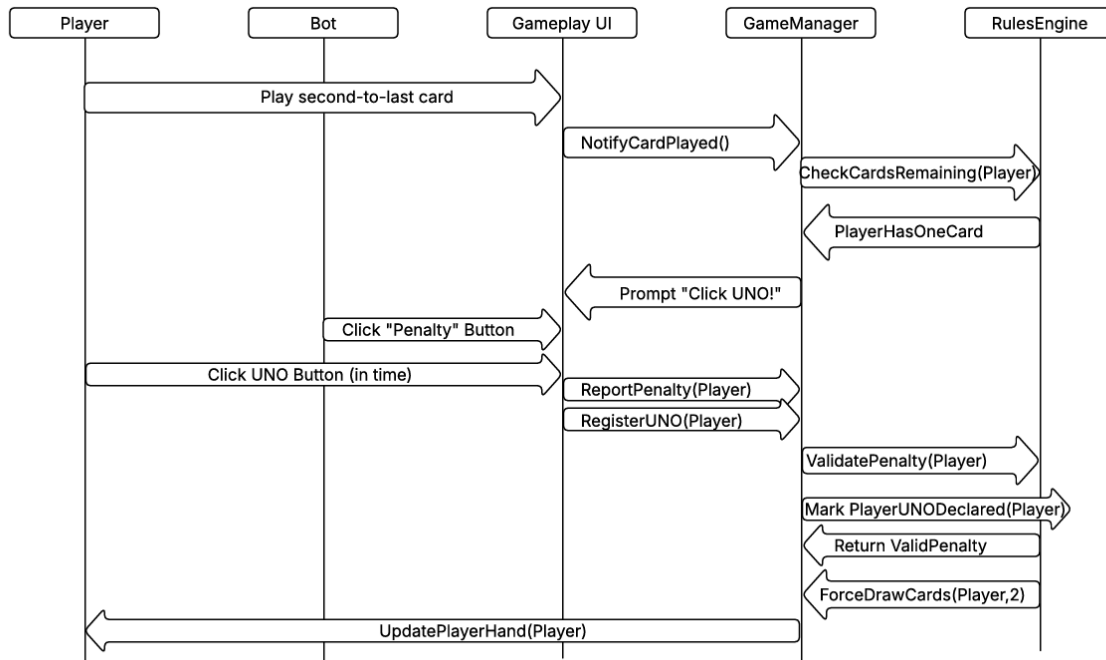 Player
Bot
Gameplay UI
GameManager
RulesEngine
Play second-to-last card
NotifyCardPlayed()
CheckCardsRemaining(Player)
PlayerHasOneCard
Prompt "Click UNO!"
Click "Penalty" Button
Click UNO Button (in time)
ReportPenalty(Player)
RegisterUNO(Player)
ValidatePenalty(Player)
Mark PlayerUNODeclared(Player)
Return ValidPenalty
ForceDrawCards(Player,2)
UpdatePlayerHand(Player)